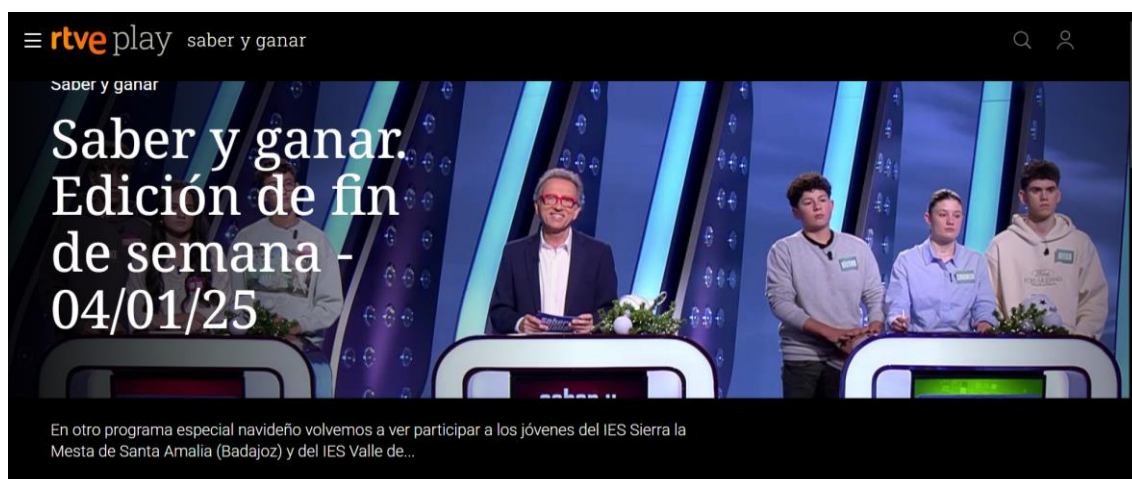 rtve play saber y ganar
Saber y ganar
Saber y ganar.
Edición de fin
de semana -
04/01/25
saber y
En otro programa especial navideño volvemos a ver participar a los jóvenes del IES Sierra la
Mesta de Santa Amalia (Badajoz) y del IES Valle de...